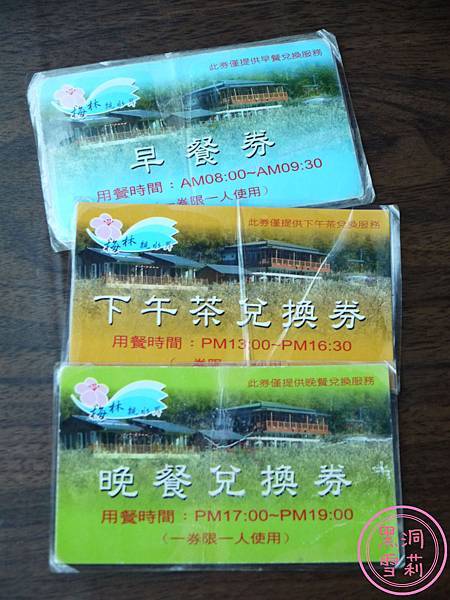 此券僅提供早餐兌換服務
梅林親水岸
早餐券
用餐時間：AM08:00~AM09:30
(一券限一人使用)
此券僅提供下午茶兌換服務
梅林親水岸
下午茶兌換券
用餐時間：PM13:00~PM16:30
此券僅提供晚餐兌換服務
梅林親水岸
晚餐兌換券
用餐時間：PM17:00~PM19:00
(一券限一人使用)
黑洞
雪莉